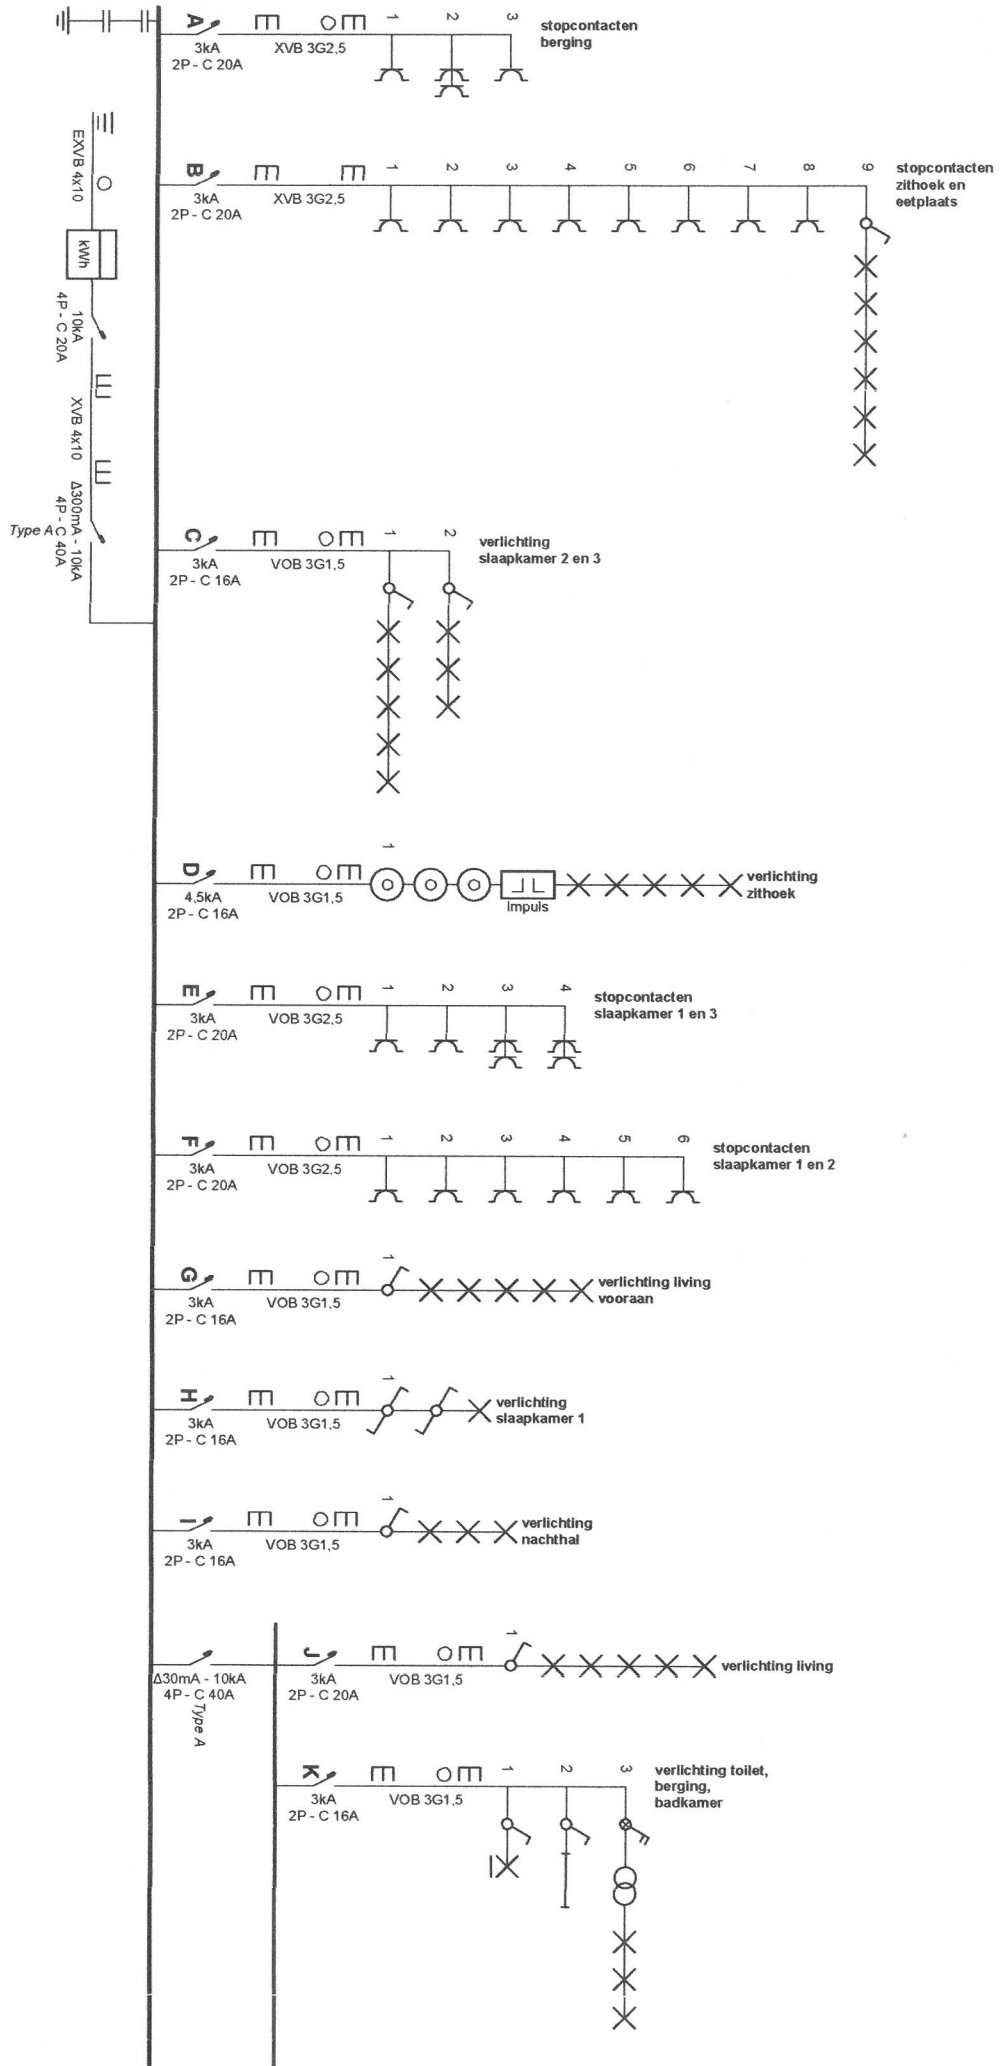 A
3kA
2P - C 20A
XVB 3G2,5
1
2
3
stopcontacten
berging
EXVB 4x10
kWh
10kA
4P - C 20A
XVB 4x10
Δ300mA - 10kA
4P - C 40A
Type A
B
3kA
2P - C 20A
XVB 3G2,5
1
2
3
4
5
6
7
8
9
stopcontacten
zithoek en
eetplaats
C
3kA
2P - C 16A
VOB 3G1,5
1
2
verlichting
slaapkamer 2 en 3
D
4,5kA
2P - C 16A
VOB 3G1,5
1
Impuls
verlichting
zithoek
E
3kA
2P - C 20A
VOB 3G2,5
1
2
3
4
stopcontacten
slaapkamer 1 en 3
F
3kA
2P - C 20A
VOB 3G2,5
1
2
3
4
5
6
stopcontacten
slaapkamer 1 en 2
G
3kA
2P - C 16A
VOB 3G1,5
1
verlichting living
vooraan
H
3kA
2P - C 16A
VOB 3G1,5
1
verlichting
slaapkamer 1
I
3kA
2P - C 16A
VOB 3G1,5
1
verlichting
nachthal
Δ30mA - 10kA
4P - C 40A
Type A
J
3kA
2P - C 20A
VOB 3G1,5
1
verlichting living
K
3kA
2P - C 16A
VOB 3G1,5
1
2
3
verlichting toilet,
berging,
badkamer